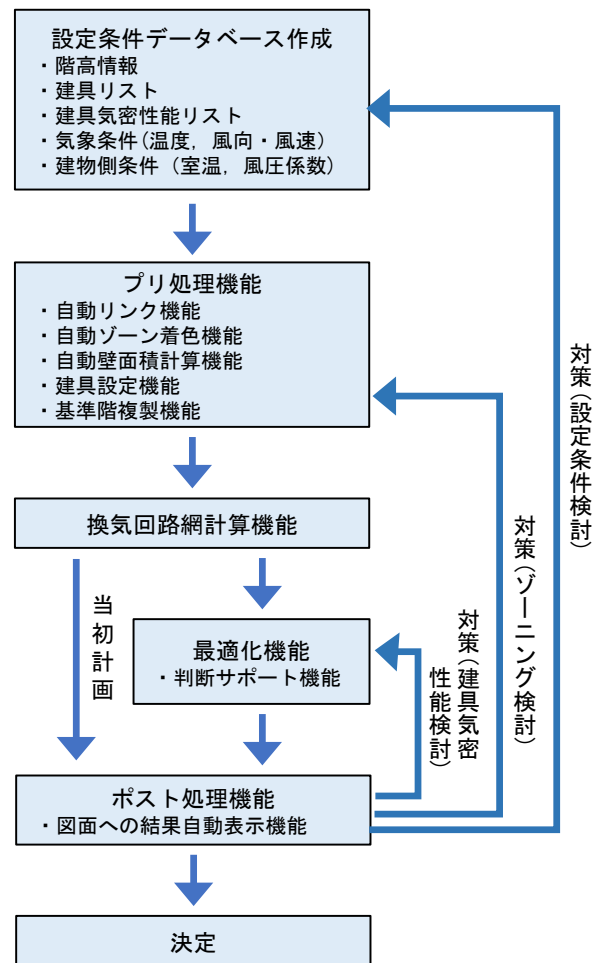 設定条件データベース作成
・階高情報
・建具リスト
・建具気密性能リスト
・気象条件(温度，風向・風速)
・建物側条件（室温，風圧係数）
プリ処理機能
・自動リンク機能
・自動ゾーン着色機能
・自動壁面積計算機能
・建具設定機能
・基準階複製機能
換気回路網計算機能
当初計画
最適化機能
・判断サポート機能
対策（建具気密
性能検討）
対策（ゾーニング検討）
対策（設定条件検討）
ポスト処理機能
・図面への結果自動表示機能
決定